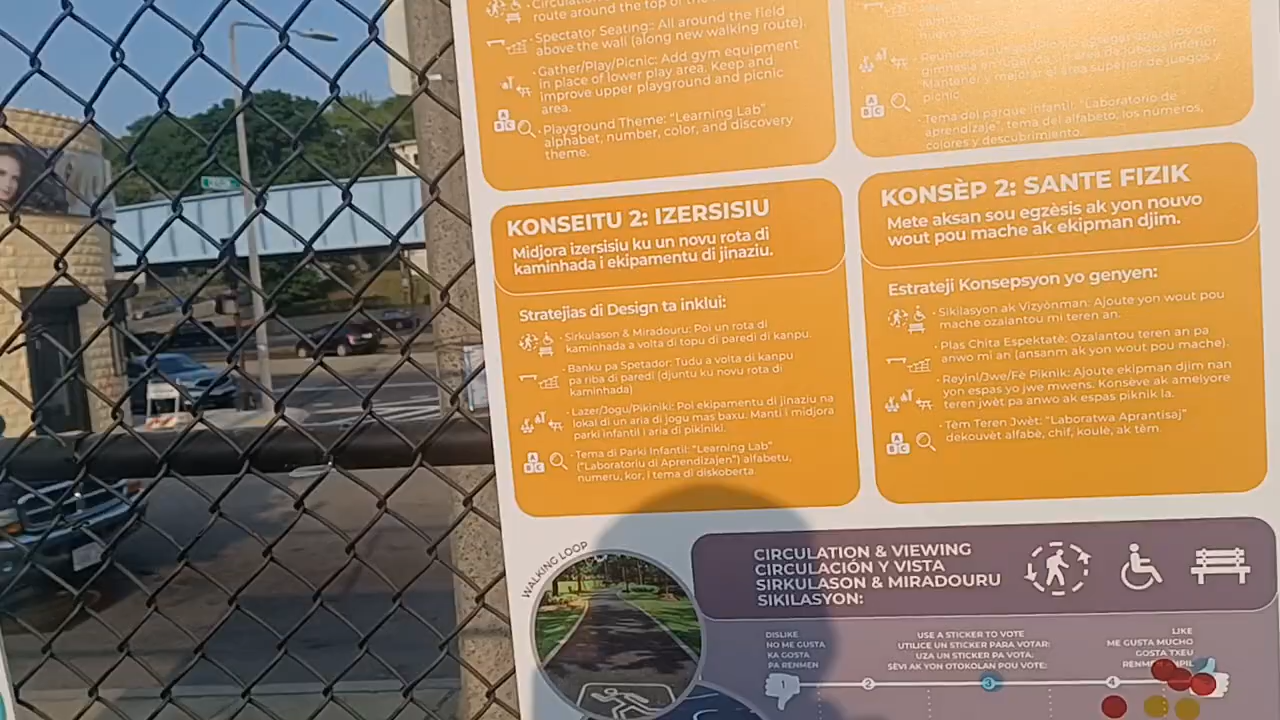 route around the top of the
Spectator Seating: All around the field
above the wall (along new walking route).
Gather/Play/Picnic: Add gym equipment
in place of lower play area. Keep and
improve upper playground and picnic
area.
Playground Theme: "Learning Lab"
alphabet, number, color, and discovery
theme.
gimnasia en lugar de
Mantener y mejorar el área superior de juegos y
picnic.
Tema del parque infantil: "Laboratorio de
aprendizaje", tema del alfabeto, los números,
colores y descubrimiento.
KONSEITU 2: IZERSISIU
Midjora izersisiu ku un novu rota di
kaminhada i ekipamentu di jinaziu.
Stratejias di Design ta inklui:
Sirkulason & Miradouru: Poi un rota di
kaminhada a volta di topu di paredi di kanpu.
Banku pa Spetador: Tudu a volta di kanpu
pa riba di paredi (djuntu ku novu rota di
kaminhada)
Lazer/Jogu/Pikiniki: Poi ekipamentu di jinaziu na
lokal di un aria di jogu mas baxu. Manti i midjora
parki infantil i aria di pikiniki.
Tema di Parki Infantil: "Learning Lab"
("Laboratoriu di Aprendizajen") alfabetu,
numeru, kor, i tema di diskoberta.
KONSÈP 2: SANTE FIZIK
Mete aksan sou egzèsis ak yon nouvo
wout pou mache ak ekipman djim.
Estrateji Konsepsyon yo genyen:
Sikilasyon ak Vizyònman: Ajoute yon wout pou
mache ozalantou mi teren an.
Plas Chita Espektatè: Ozalantou teren an pa
anwo mi an (ansanm ak yon wout pou mache).
Reyini/Jwe/Fè Piknik: Ajoute ekipman djim nan
yon espas yo jwe mwens. Konsève ak amelyore
teren jwèt pa anwo ak espas piknik la.
Tèm Teren Jwèt: "Laboratwa Aprantisaj"
dekouvèt alfabè, chif, koulè, ak tèm.
WALKING LOOP
CIRCULATION & VIEWING
CIRCULACIÓN Y VISTA
SIRKULASON & MIRADOURU
SIKILASYON:
DISLIKE
NO ME GUSTA
KA GOSTA
PA RENMEN
USE A STICKER TO VOTE
UTILICE UN STICKER PARA VOTAR:
UZA UN STICKER PA VOTA:
SÈVI AK YON OTOKOLAN POU VOTE:
LIKE
ME GUSTA MUCHO
GOSTA TXEU
1 2 3 4